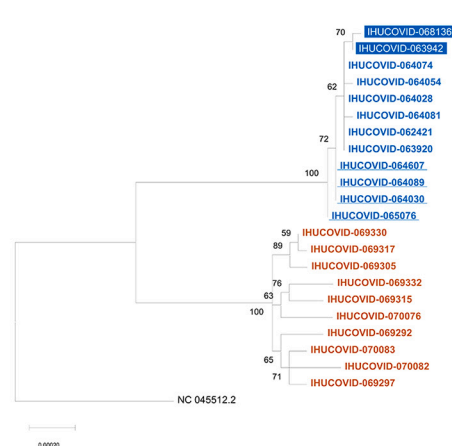 70
IHUCOVID-068136
IHUCOVID-063942
IHUCOVID-064074
62
IHUCOVID-064054
IHUCOVID-064028
IHUCOVID-064081
IHUCOVID-062421
72
IHUCOVID-063920
IHUCOVID-064607
100
IHUCOVID-064089
IHUCOVID-064030
IHUCOVID-065076
59
IHUCOVID-069330
89
IHUCOVID-069317
IHUCOVID-069305
76
IHUCOVID-069332
63
IHUCOVID-069315
100
IHUCOVID-070076
IHUCOVID-069292
65
IHUCOVID-070083
IHUCOVID-070082
71
IHUCOVID-069297
NC 045512.2
0.00020